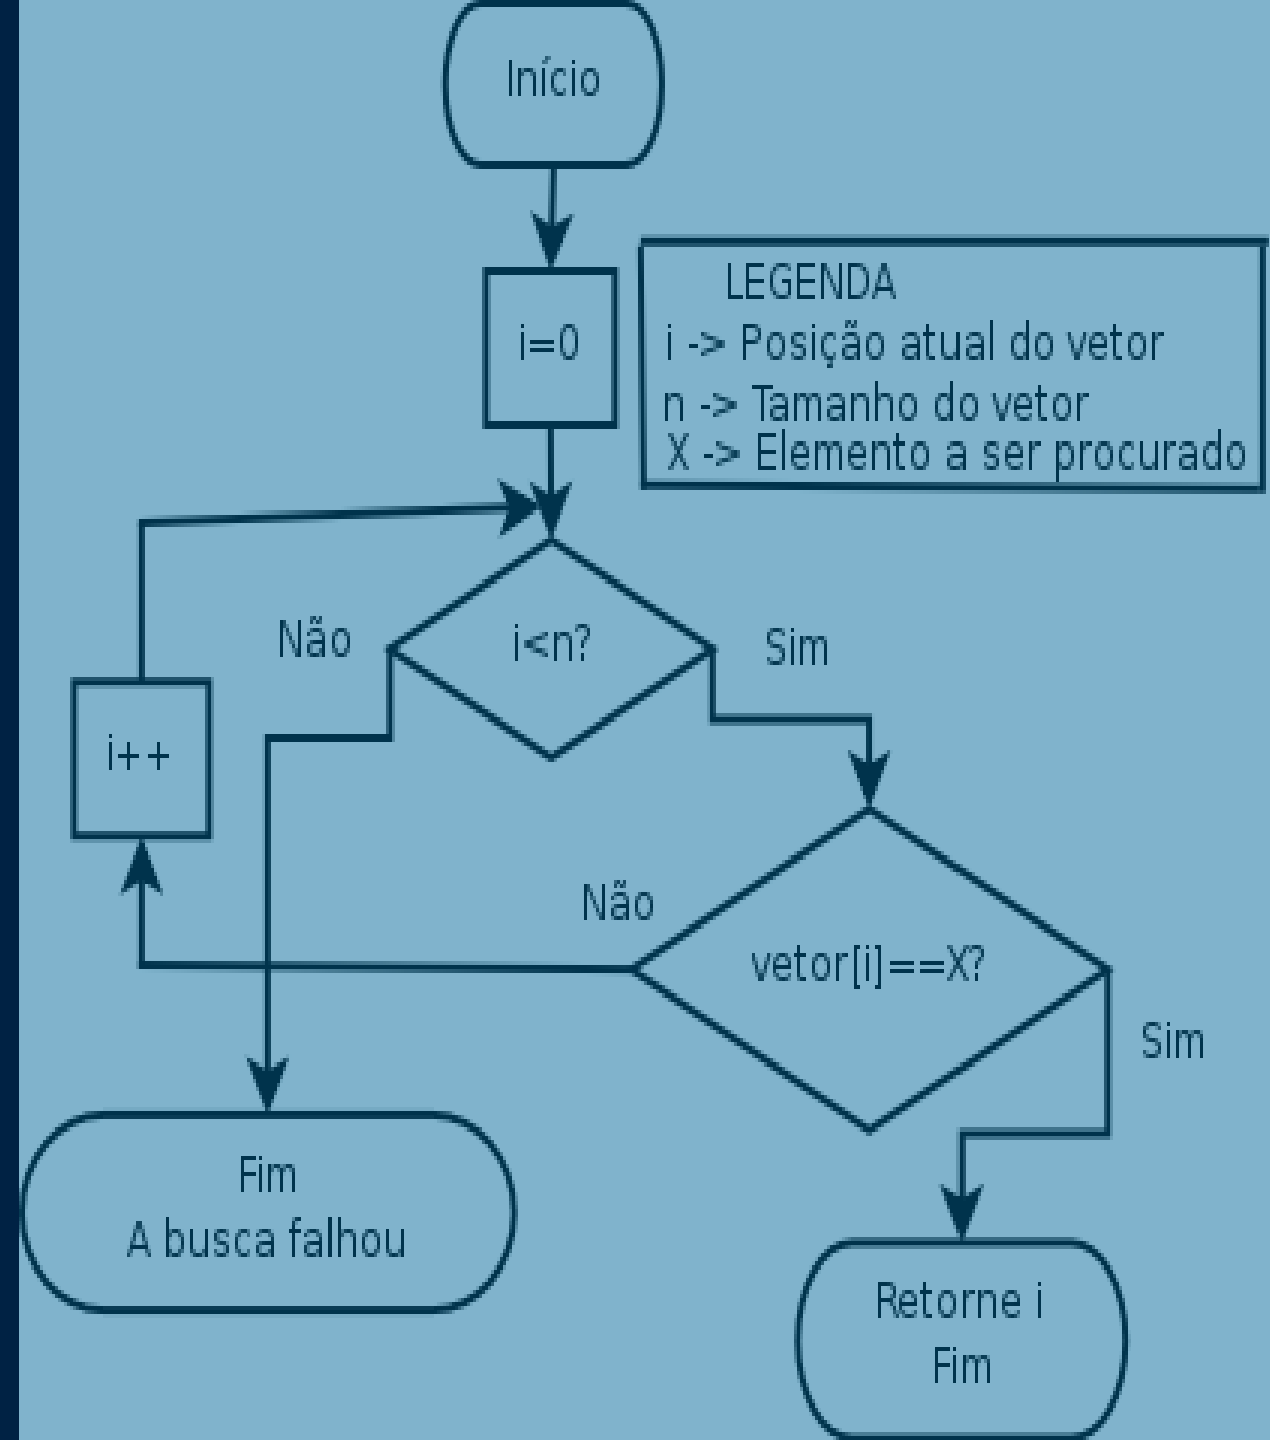 Início
i=0
LEGENDA
i -> Posição atual do vetor
n -> Tamanho do vetor
X -> Elemento a ser procurado
Não
i<n?
Sim
i++
Não
vetor[i]==X?
Sim
Fim
A busca falhou
Retorne i
Fim